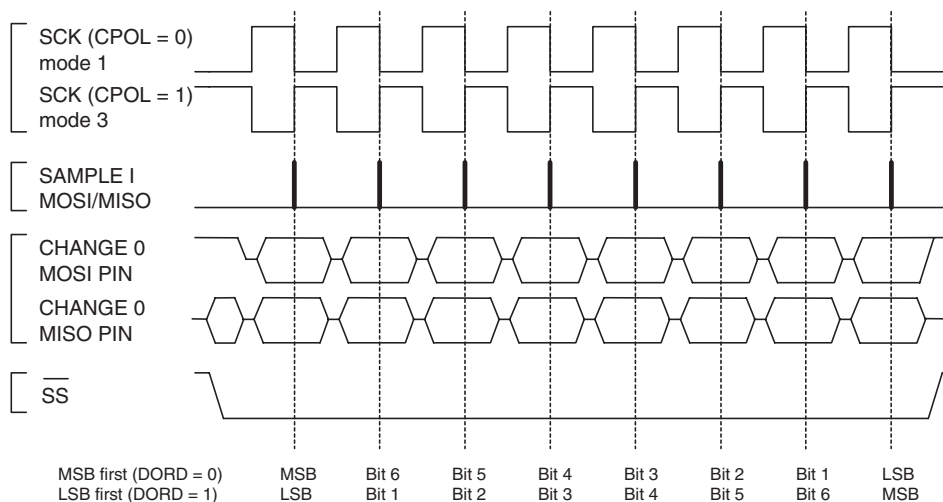 SCK (CPOL = 0)
mode 1
SCK (CPOL = 1)
mode 3
SAMPLE I
MOSI/MISO
CHANGE 0
MOSI PIN
CHANGE 0
MISO PIN
SS
MSB first (DORD = 0) MSB Bit 6 Bit 5 Bit 4 Bit 3 Bit 2 Bit 1 LSB
LSB first (DORD = 1) LSB Bit 1 Bit 2 Bit 3 Bit 4 Bit 5 Bit 6 MSB